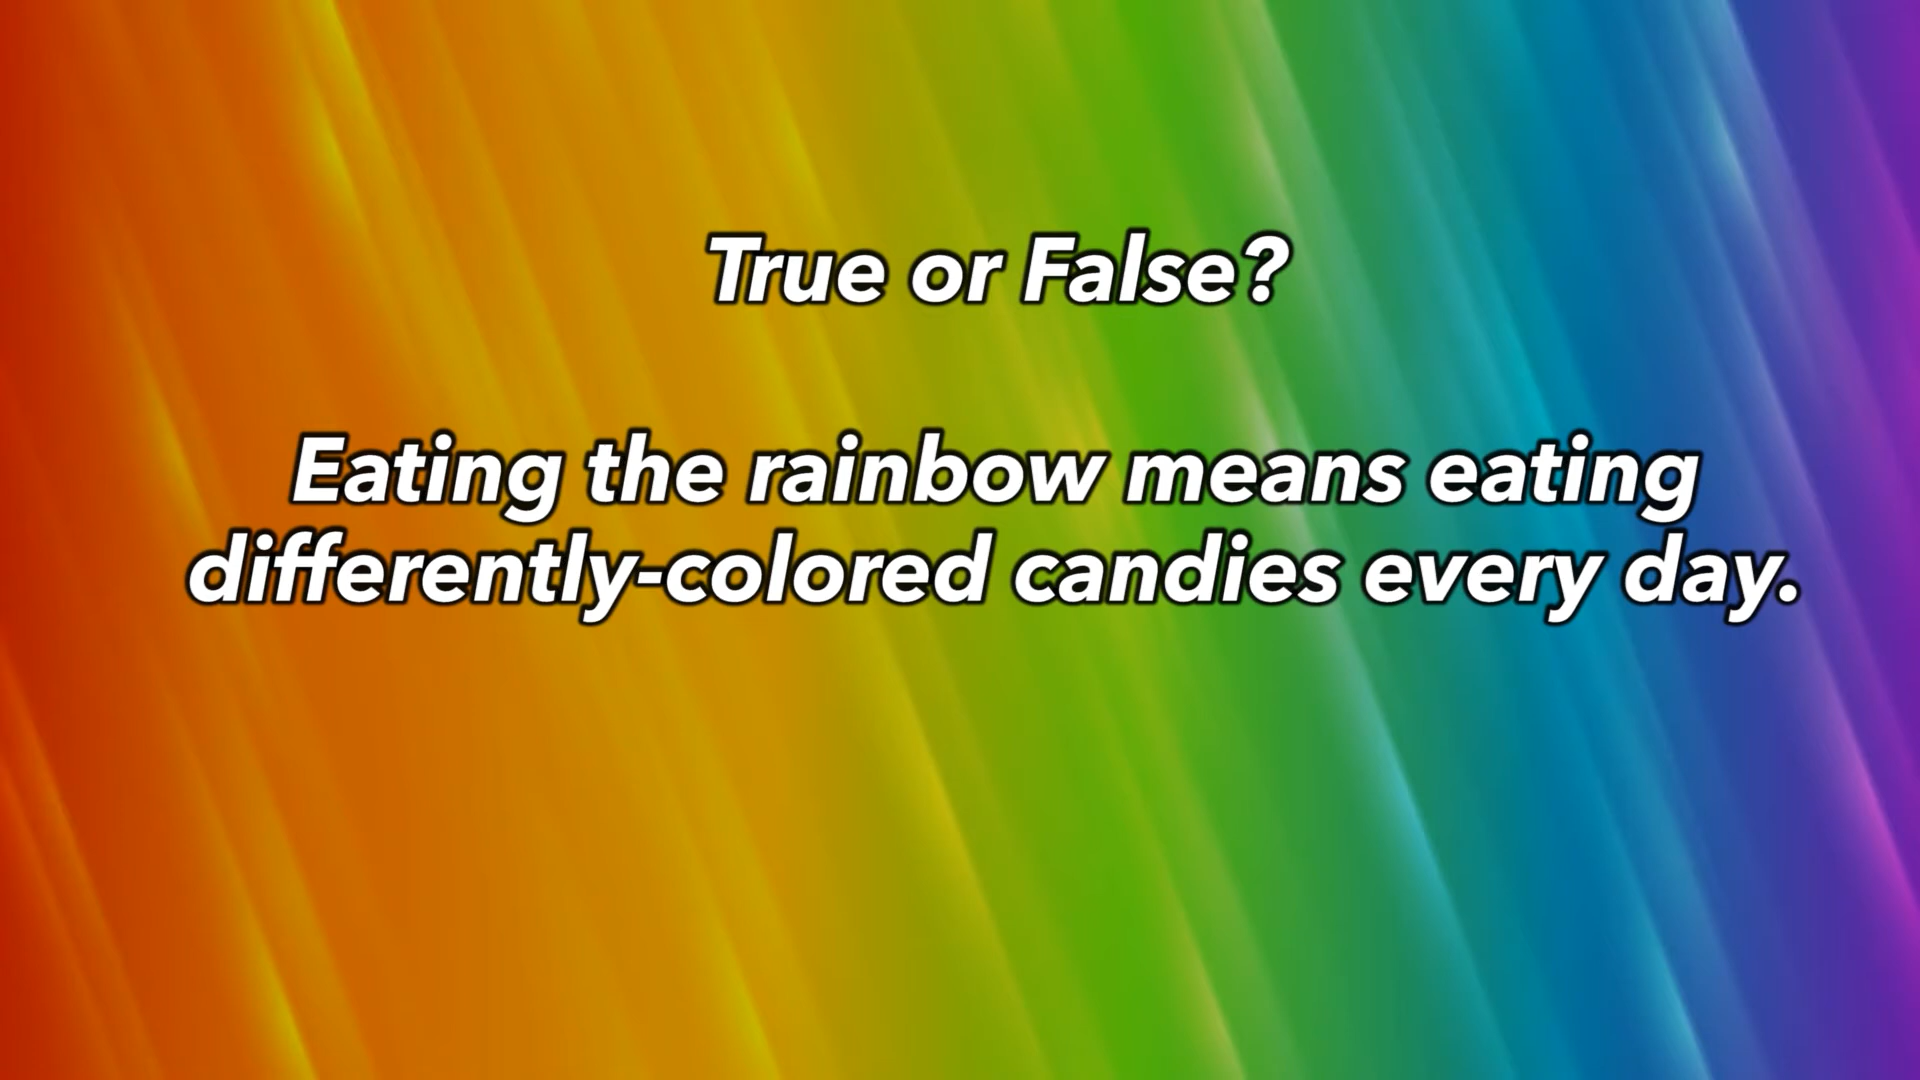 True or False?
Eating the rainbow means eating
differently-colored candies every day.